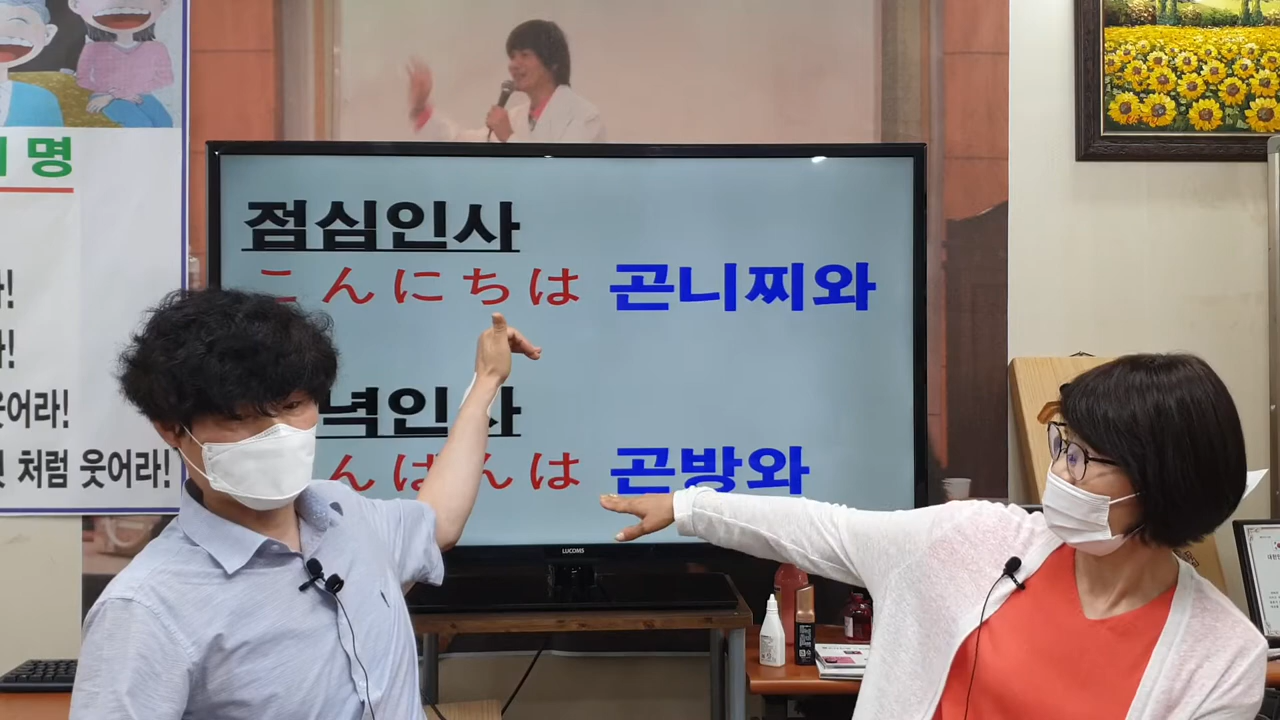 명
점심인사
こんにちは 곤니찌와
녁인사
んばんは 곤방와
웃어라!
처럼 웃어라!
LUCOMS